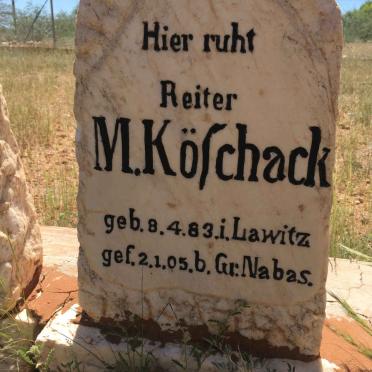 Hier ruht
Reiter
M. Köſchack
geb. 8.4.83.i. Lawitz
gef. 2.1.05.b. Gr. Nabas.